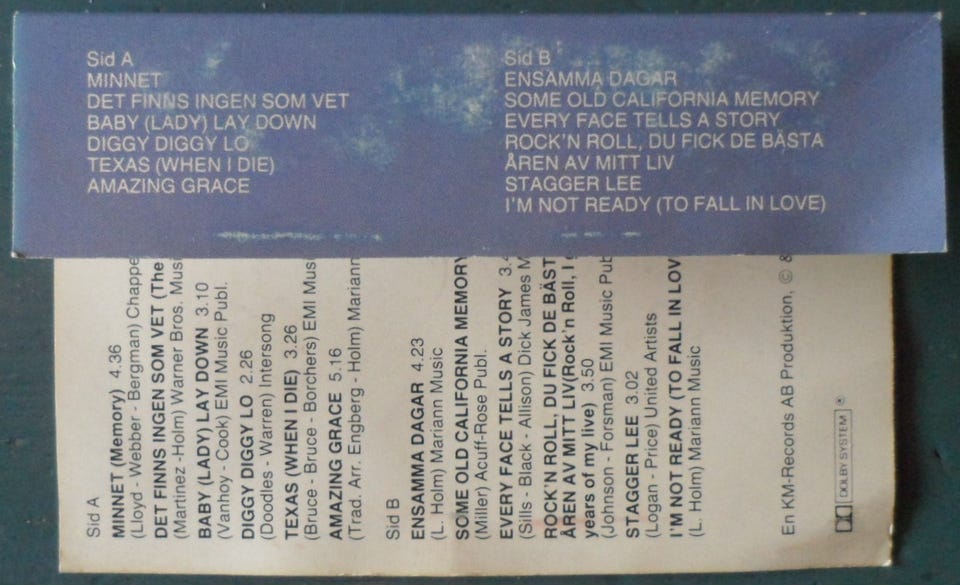 Sid A
MINNET
DET FINNS INGEN SOM VET
BABY (LADY) LAY DOWN
DIGGY DIGGY LO
TEXAS (WHEN I DIE)
AMAZING GRACE
Sid B
ENSAMMA DAGAR
SOME OLD CALIFORNIA MEMORY
EVERY FACE TELLS A STORY
ROCK'N ROLL, DU FICK DE BÄSTA
ÅREN AV MITT LIV
STAGGER LEE
I'M NOT READY (TO FALL IN LOVE)
Sid A
MINNET (Memory) 4.36
(Lloyd - Webber - Bergman) Chappe
DET FINNS INGEN SOM VET (The
(Martinez -Holm) Warner Bros. Musi
BABY (LADY) LAY DOWN 3.10
(Vanhoy - Cook) EMI Music Publ.
DIGGY DIGGY LO 2.26
(Doodles - Warren) Intersong
TEXAS (WHEN I DIE) 3.26
(Bruce - Bruce - Borchers) EMI Musi
AMAZING GRACE 5.16
(Trad. Arr. Engberg - Holm) Mariann
Sid B
ENSAMMA DAGAR 4.23
(L. Holm) Mariann Music
SOME OLD CALIFORNIA MEMORY
(Miller) Acuff-Rose Publ.
EVERY FACE TELLS A STORY 3.4
(Sills - Black - Allison) Dick James M
ROCK'N ROLL, DU FICK DE BÄST
ÅREN AV MITT LIV(Rock'n Roll, I
years of my live) 3.50
(Johnson - Forsman) EMI Music Pub
STAGGER LEE 3.02
(Logan - Price) United Artists
I'M NOT READY (TO FALL IN LOV
(L. Holm) Mariann Music
En KM-Records AB Produktion, © 8
DOLBY SYSTEM ®